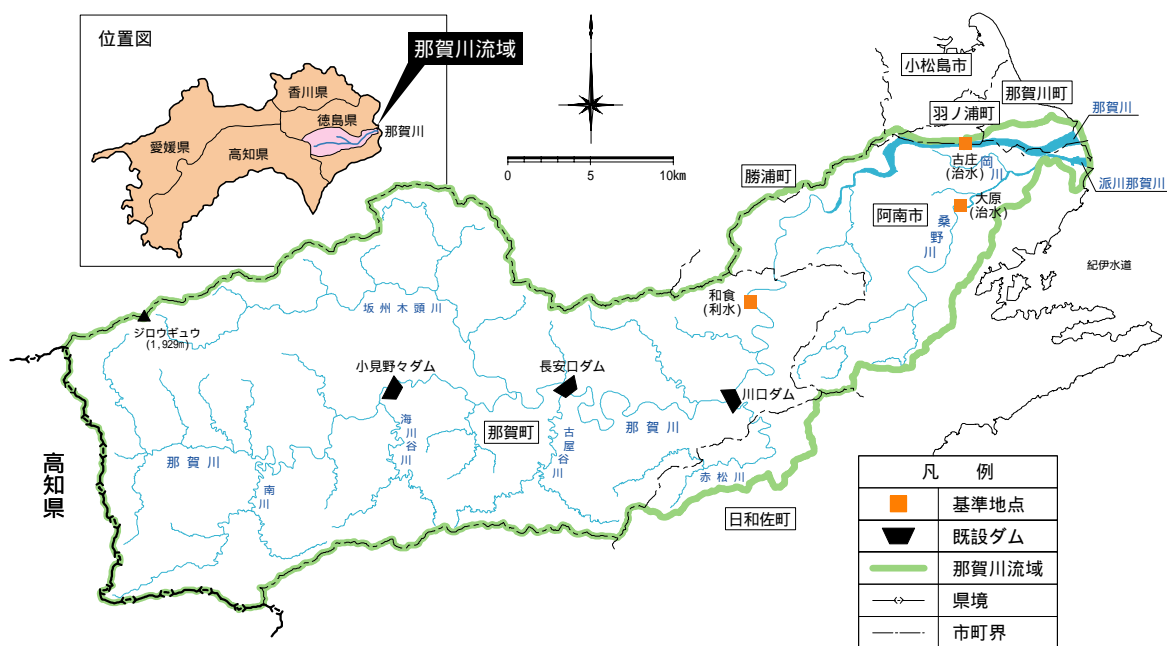 位置図
那賀川流域
香川県
徳島県
那賀川
愛媛県
高知県
0 5 10km
小松島市
那賀川町
羽ノ浦町
那賀川
古庄
(治水)
岡川
派川那賀川
勝浦町
大原
(治水)
阿南市
桑野川
紀伊水道
和食
(利水)
坂州木頭川
ジロウギュウ
(1,929m)
小見野々ダム
長安口ダム
川口ダム
海川谷川
那賀町
古屋谷川
那賀川
那賀川
南川
赤松川
日和佐町
高知県
凡 例
基準地点
既設ダム
那賀川流域
県境
市町界